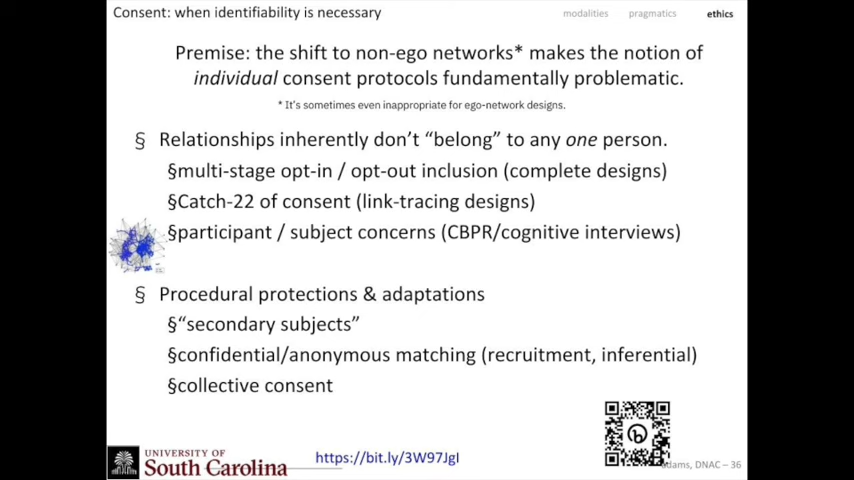 Consent: when identifiability is necessary
modalities pragmatics ethics
Premise: the shift to non-ego networks* makes the notion of
individual consent protocols fundamentally problematic.
* It's sometimes even inappropriate for ego-network designs.
§ Relationships inherently don't “belong” to any one person.
§multi-stage opt-in / opt-out inclusion (complete designs)
§Catch-22 of consent (link-tracing designs)
§participant / subject concerns (CBPR/cognitive interviews)
§ Procedural protections & adaptations
§“secondary subjects”
§confidential/anonymous matching (recruitment, inferential)
§collective consent
UNIVERSITY OF
South Carolina
https://bit.ly/3W97JgI
adams, DNAC – 36